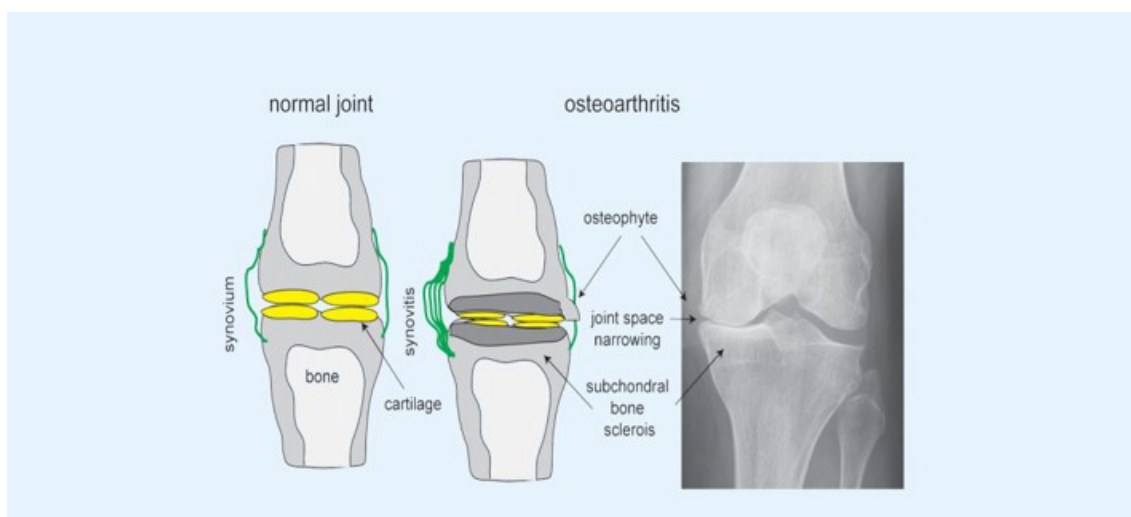 normal joint
osteoarthritis
osteophyte
synovium
synovitis
joint space
narrowing
bone
cartilage
subchondral
bone
sclerois